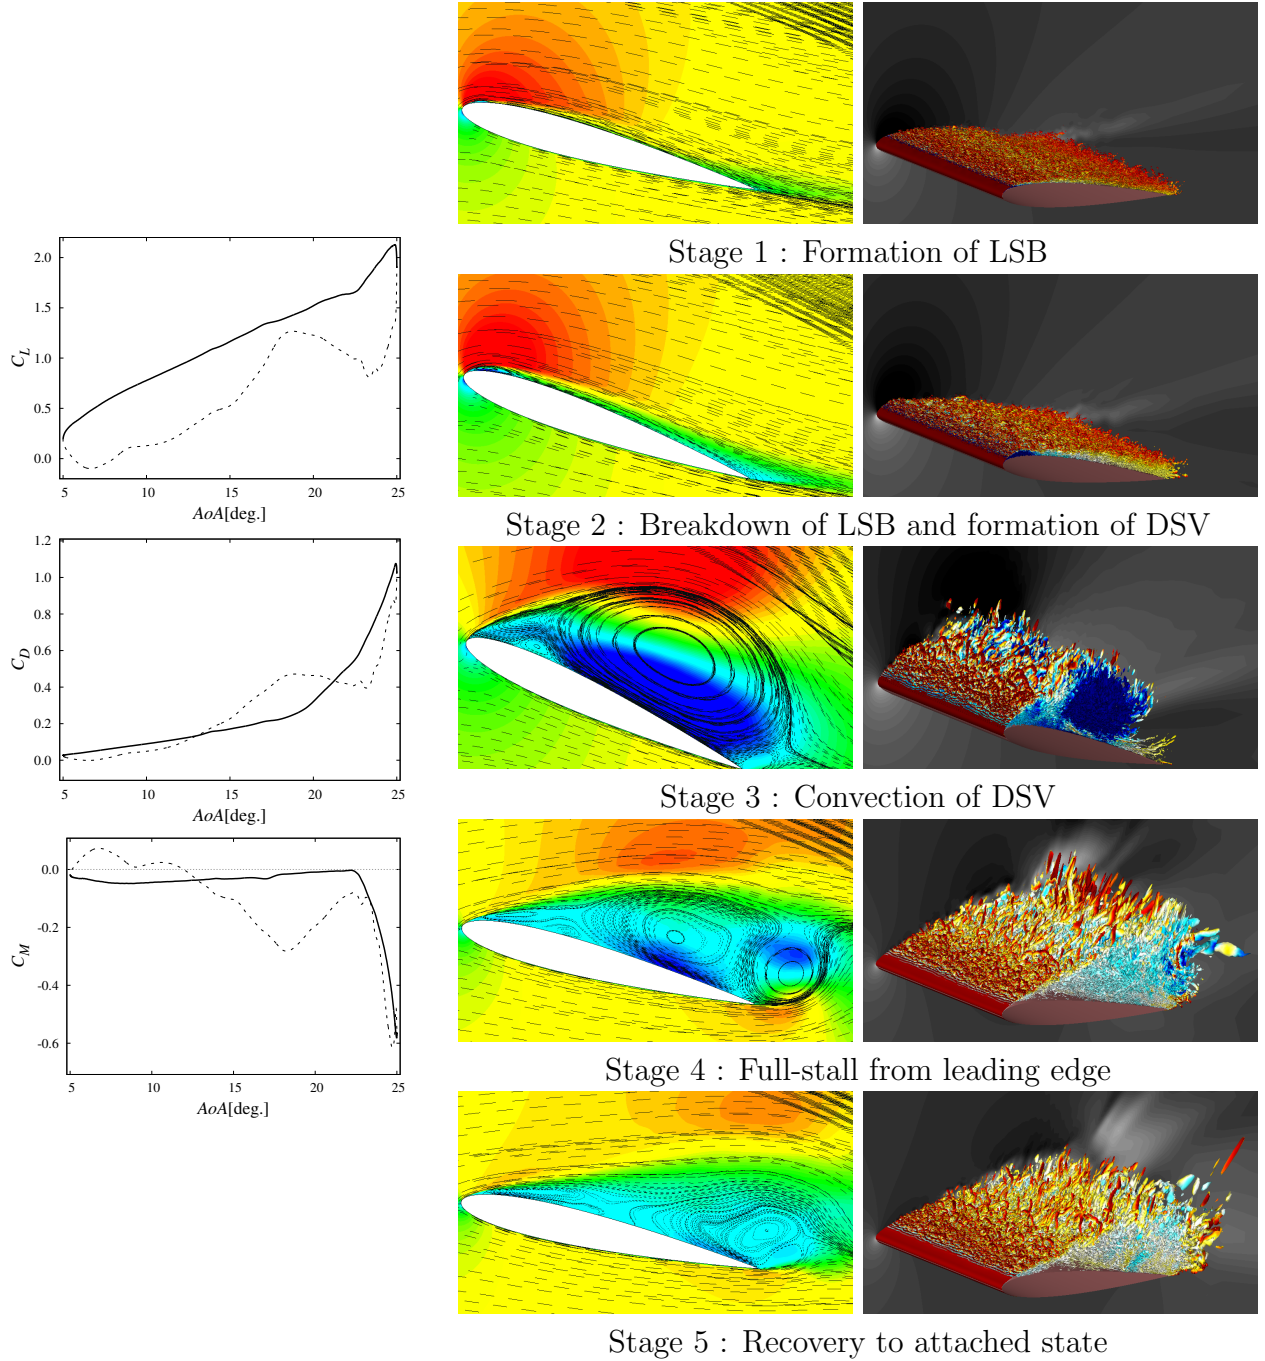 Stage 1 : Formation of LSB
2.0
1.5
1.0
0.5
0.0
C_L
5 10 15 20 25
AoA[deg.]
Stage 2 : Breakdown of LSB and formation of DSV
1.2
1.0
0.8
0.6
0.4
0.2
0.0
C_D
5 10 15 20 25
AoA[deg.]
Stage 3 : Convection of DSV
0.0
-0.2
-0.4
-0.6
C_M
5 10 15 20 25
AoA[deg.]
Stage 4 : Full-stall from leading edge
Stage 5 : Recovery to attached state